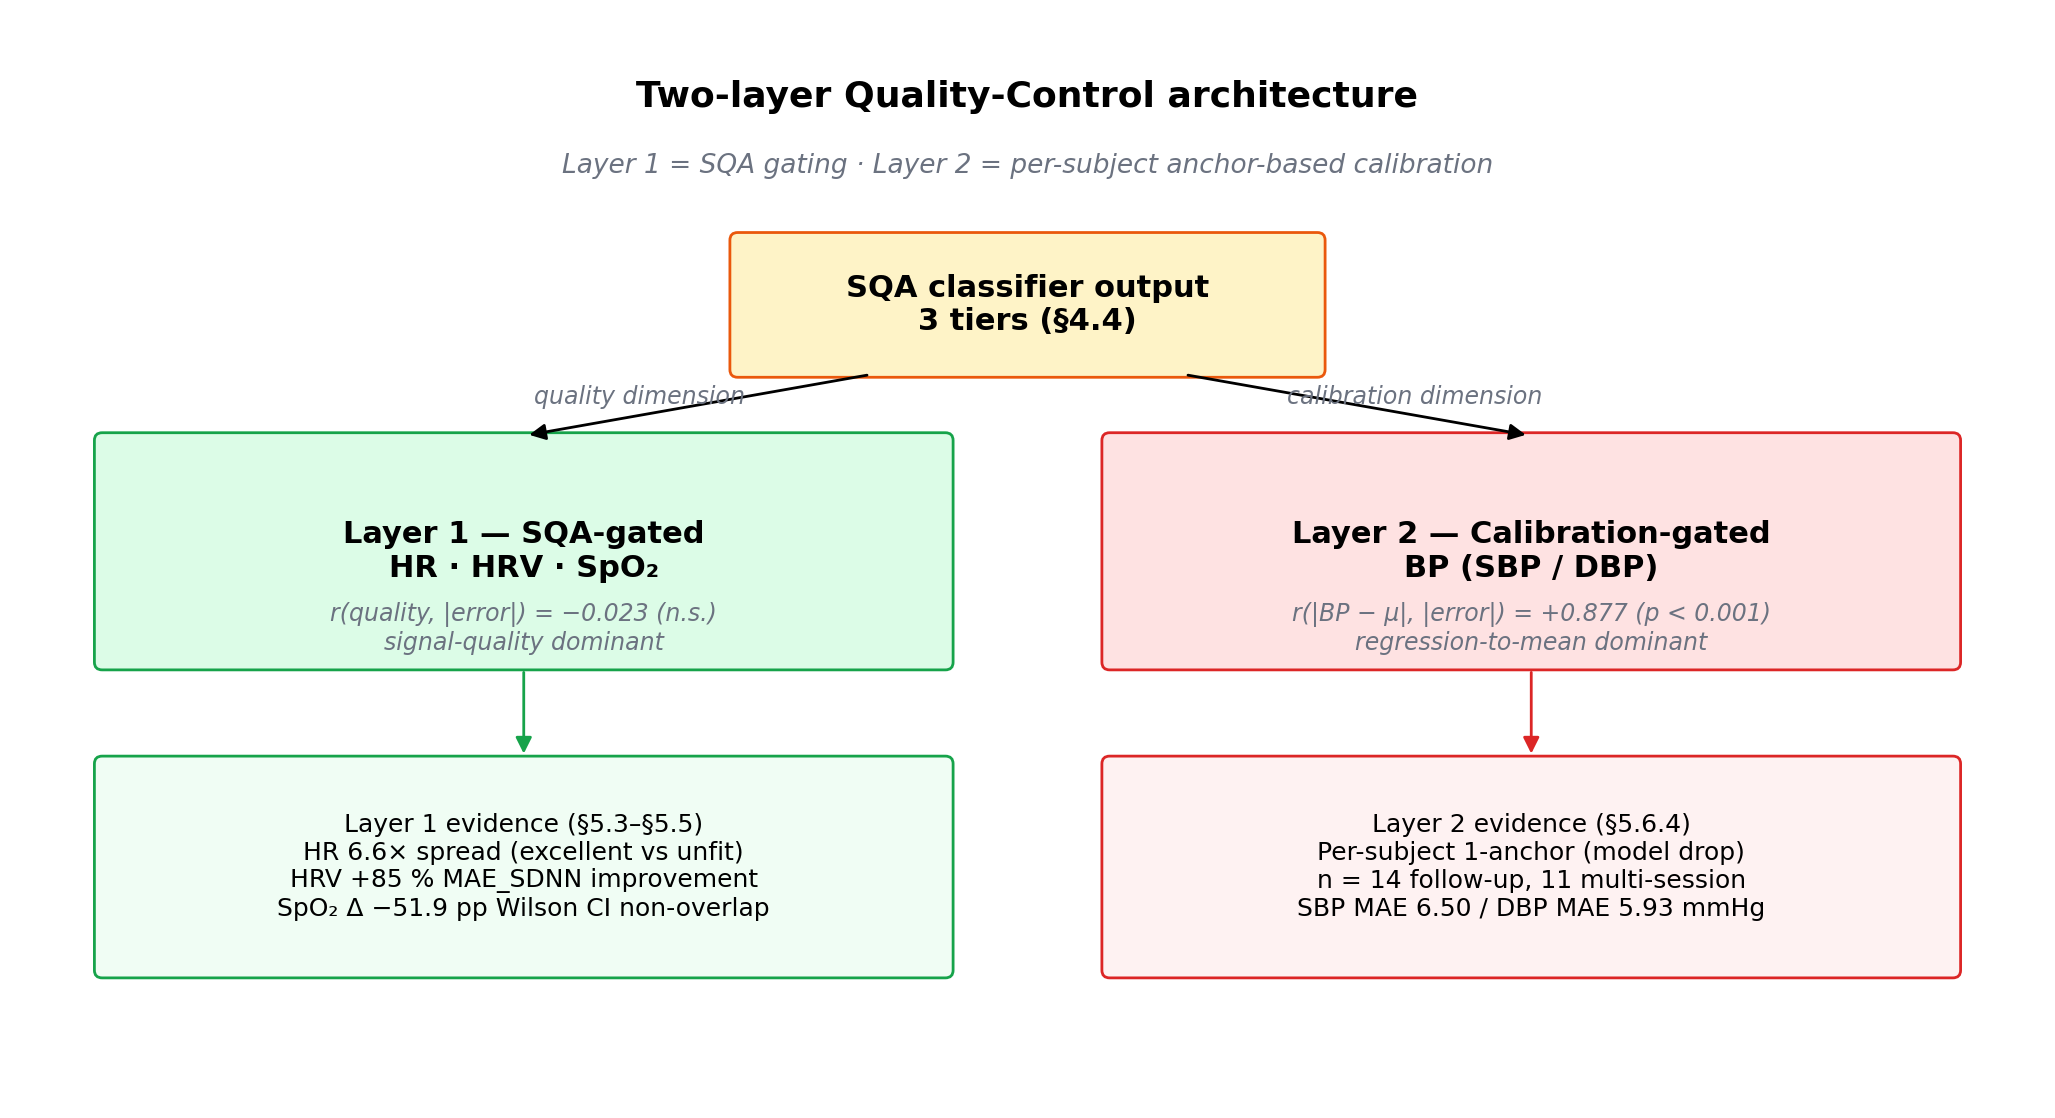 Two-layer Quality-Control architecture
Layer 1 = SQA gating · Layer 2 = per-subject anchor-based calibration
SQA classifier output
3 tiers (§4.4)
quality dimension
calibration dimension
Layer 1 — SQA-gated
HR · HRV · SpO₂
r(quality, |error|) = −0.023 (n.s.)
signal-quality dominant
Layer 2 — Calibration-gated
BP (SBP / DBP)
r(|BP − μ|, |error|) = +0.877 (p < 0.001)
regression-to-mean dominant
Layer 1 evidence (§5.3–§5.5)
HR 6.6× spread (excellent vs unfit)
HRV +85 % MAE_SDNN improvement
SpO₂ Δ −51.9 pp Wilson CI non-overlap
Layer 2 evidence (§5.6.4)
Per-subject 1-anchor (model drop)
n = 14 follow-up, 11 multi-session
SBP MAE 6.50 / DBP MAE 5.93 mmHg